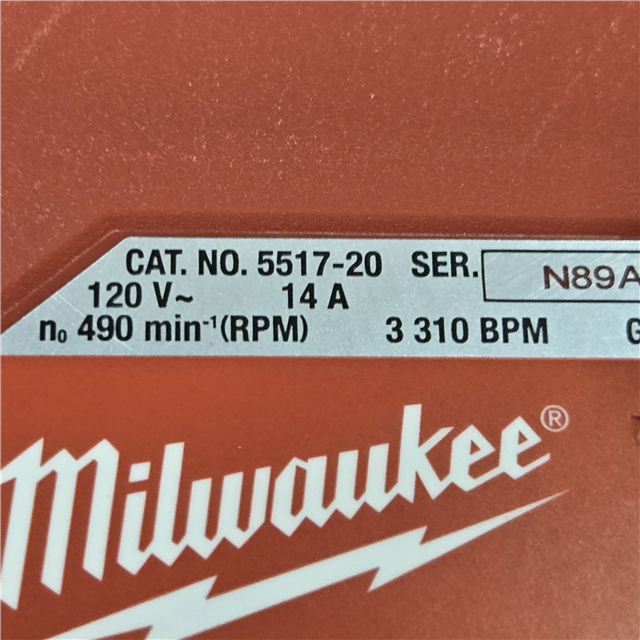 CAT. NO. 5517-20 SER. N89A
120 V~ 14 A
n₀ 490 min⁻¹(RPM) 3 310 BPM
Milwaukee®